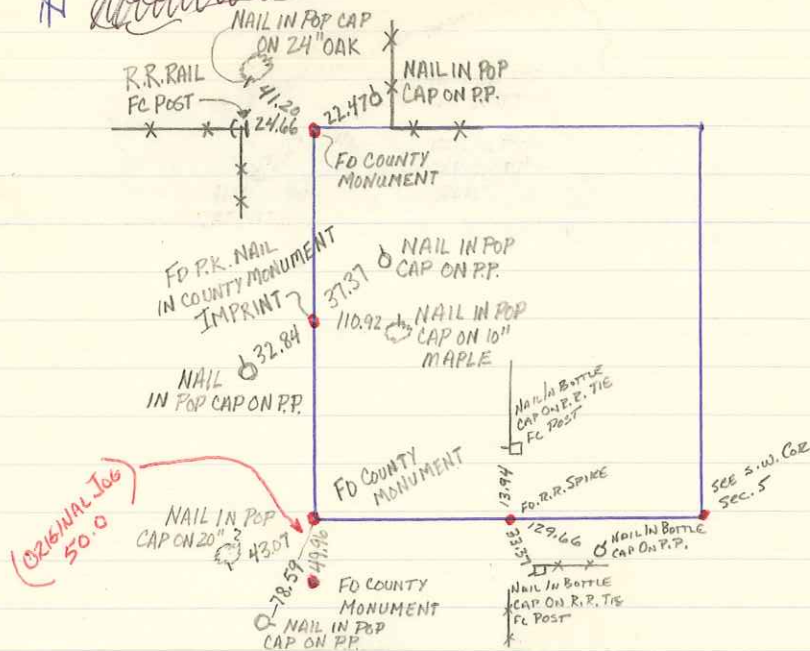 IN
NAIL IN POP CAP
ON 24" OAK
R.R. RAIL
FC POST
41.20
24.66
22.47
NAIL IN POP
CAP ON P.P.
FD COUNTY
MONUMENT
FD P.K. NAIL
IN COUNTY MONUMENT
IMPRINT
37.37
NAIL IN POP
CAP ON P.P.
110.92
NAIL IN POP
CAP ON 10"
MAPLE
32.84
NAIL
IN POP CAP ON P.P.
NAIL IN BOTTLE
CAP ON R.R. TIE
FC POST
13.94
FD. R.R. SPIKE
SEE S.W. COR
SEC. 5
FD COUNTY
MONUMENT
ORIGINAL JOG
50.0
NAIL IN POP
CAP ON 20"
43.07
49.96
78.59
FD COUNTY
MONUMENT
NAIL IN POP
CAP ON P.P.
129.66
NAIL IN BOTTLE
CAP ON P.P.
33.37
NAIL IN BOTTLE
CAP ON R.R. TIE
FC POST